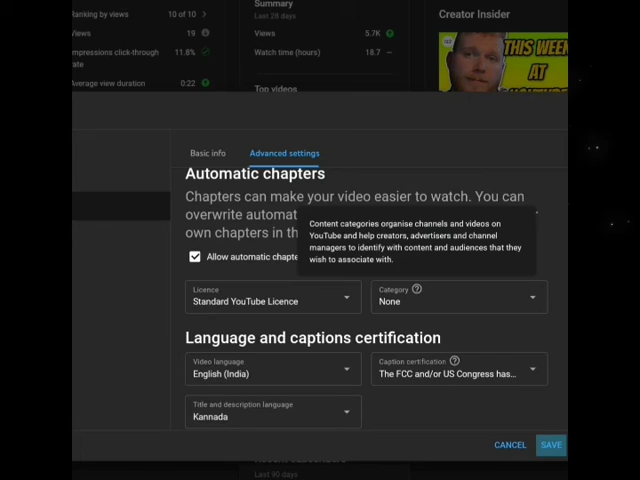 Ranking by views 10 of 10
Views 19
Impressions click-through rate 11.8%
Average view duration 0:22
Summary
Last 28 days
Views 5.7K
Watch time (hours) 18.7 —
Top videos
Creator Insider
THIS WEEK
AT
Basic info
Advanced settings
Automatic chapters
Chapters can make your video easier to watch. You can
overwrite automat
own chapters in th
Content categories organise channels and videos on
YouTube and help creators, advertisers and channel
managers to identify with content and audiences that they
wish to associate with.
Allow automatic chapte
Licence
Standard YouTube Licence
Category
None
Language and captions certification
Video language
English (India)
Caption certification
The FCC and/or US Congress has...
Title and description language
Kannada
CANCEL
SAVE
Last 90 days